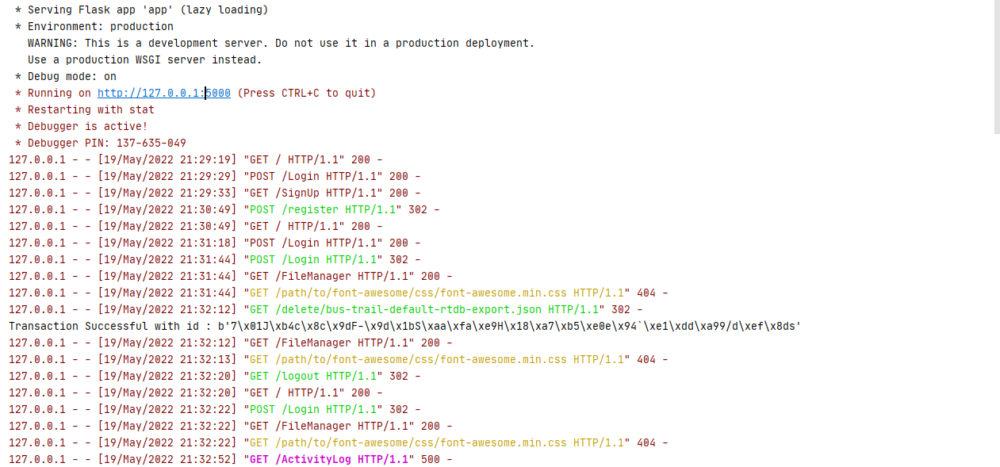 * Serving Flask app 'app' (lazy loading)
* Environment: production
WARNING: This is a development server. Do not use it in a production deployment.
Use a production WSGI server instead.
* Debug mode: on
* Running on http://127.0.0.1:5000 (Press CTRL+C to quit)
* Restarting with stat
* Debugger is active!
* Debugger PIN: 137-635-049
127.0.0.1 - - [19/May/2022 21:29:19] "GET / HTTP/1.1" 200 -
127.0.0.1 - - [19/May/2022 21:29:29] "POST /Login HTTP/1.1" 200 -
127.0.0.1 - - [19/May/2022 21:29:33] "GET /SignUp HTTP/1.1" 200 -
127.0.0.1 - - [19/May/2022 21:30:49] "POST /register HTTP/1.1" 302 -
127.0.0.1 - - [19/May/2022 21:30:49] "GET / HTTP/1.1" 200 -
127.0.0.1 - - [19/May/2022 21:31:18] "POST /Login HTTP/1.1" 200 -
127.0.0.1 - - [19/May/2022 21:31:44] "POST /Login HTTP/1.1" 302 -
127.0.0.1 - - [19/May/2022 21:31:44] "GET /FileManager HTTP/1.1" 200 -
127.0.0.1 - - [19/May/2022 21:31:44] "GET /path/to/font-awesome/css/font-awesome.min.css HTTP/1.1" 404 -
127.0.0.1 - - [19/May/2022 21:32:12] "GET /delete/bus-trail-default-rtdb-export.json HTTP/1.1" 302 -
Transaction Successful with id : b'7\x01J\xb4c\x8c\x9dF-\x9d\x1bS\xaa\xfa\xe9H\x18\xa7\xb5\xe0e\x94`\xe1\xdd\xa99/d\xef\x8ds'
127.0.0.1 - - [19/May/2022 21:32:12] "GET /FileManager HTTP/1.1" 200 -
127.0.0.1 - - [19/May/2022 21:32:13] "GET /path/to/font-awesome/css/font-awesome.min.css HTTP/1.1" 404 -
127.0.0.1 - - [19/May/2022 21:32:20] "GET /logout HTTP/1.1" 302 -
127.0.0.1 - - [19/May/2022 21:32:20] "GET / HTTP/1.1" 200 -
127.0.0.1 - - [19/May/2022 21:32:22] "POST /Login HTTP/1.1" 302 -
127.0.0.1 - - [19/May/2022 21:32:22] "GET /FileManager HTTP/1.1" 200 -
127.0.0.1 - - [19/May/2022 21:32:22] "GET /path/to/font-awesome/css/font-awesome.min.css HTTP/1.1" 404 -
127.0.0.1 - - [19/May/2022 21:32:52] "GET /ActivityLog HTTP/1.1" 500 -